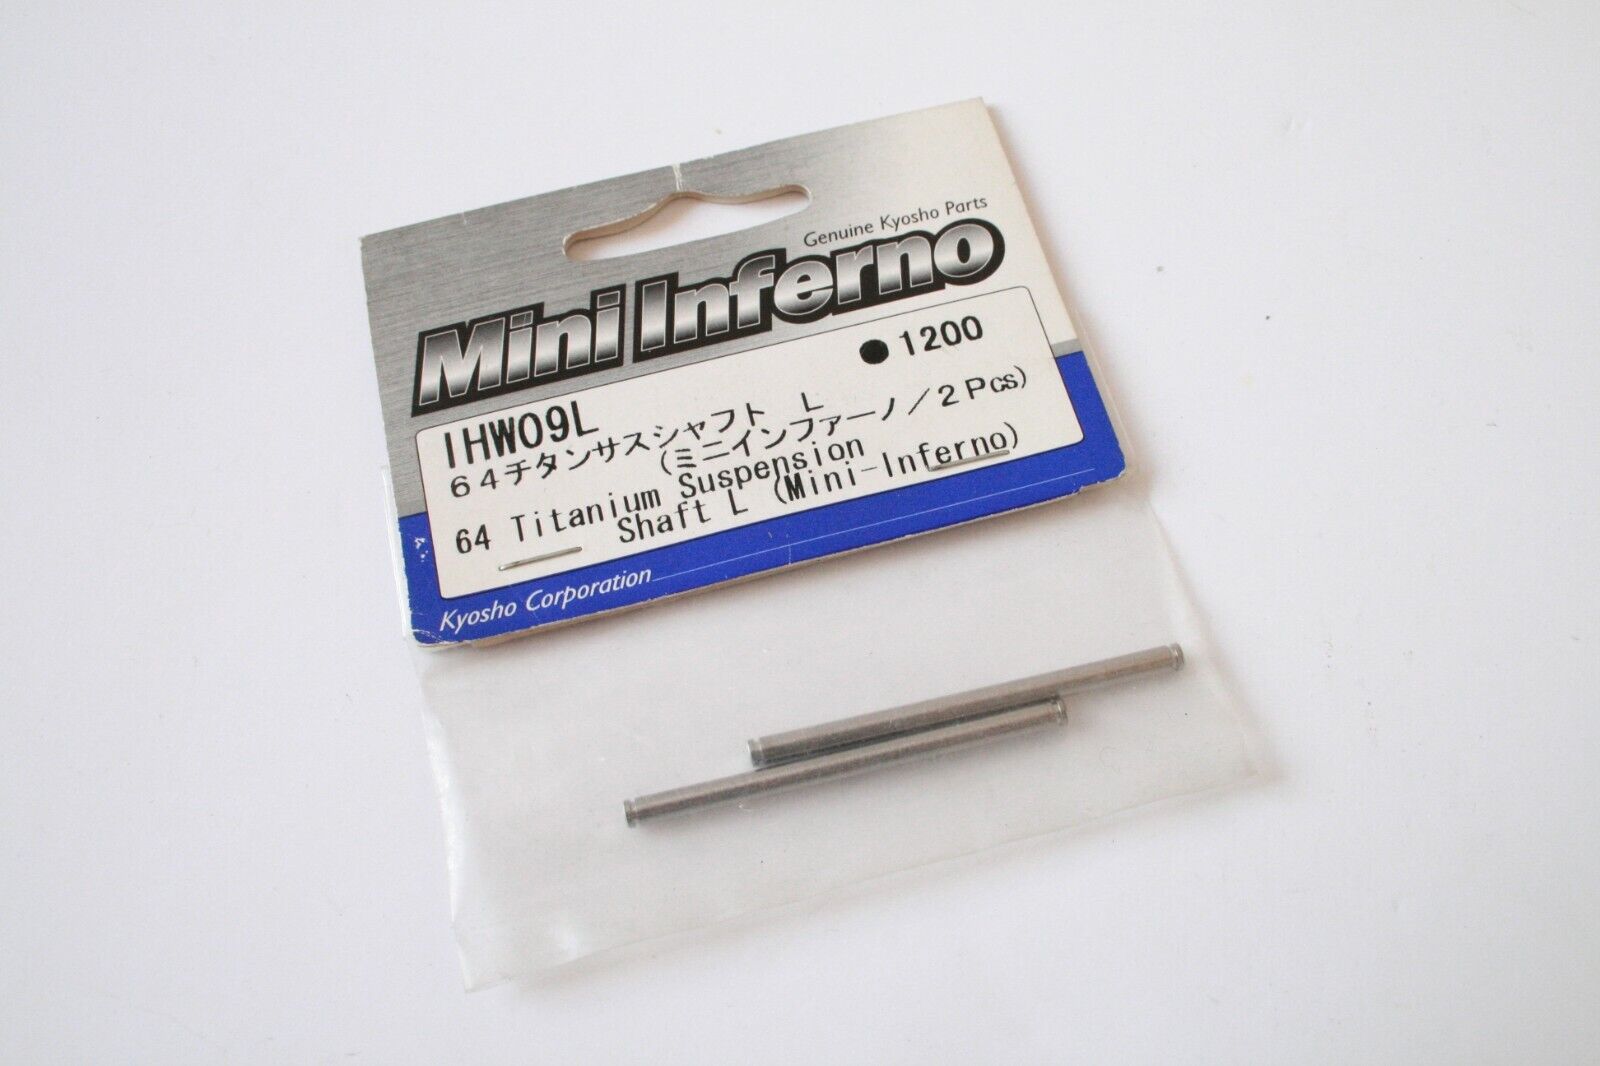 Genuine Kyosho Parts
Mini Inferno
●1200
IHW09L
64チタンサスシャフト L
(ミニインファーノ/2Pcs)
64 Titanium Suspension
Shaft L (Mini-Inferno)
Kyosho Corporation